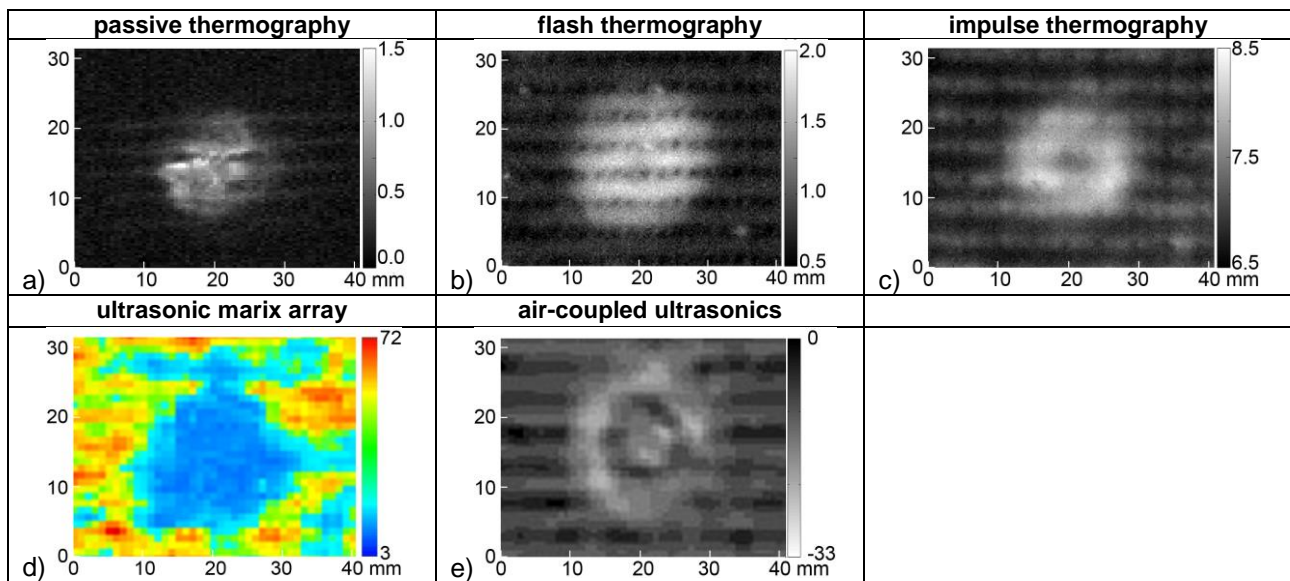 passive thermography
flash thermography
impulse thermography
30
20
10
0
0 10 20 30 40 mm
1.5
1.0
0.5
0.0
a)
30
20
10
0
0 10 20 30 40 mm
2.0
1.5
1.0
0.5
b)
30
20
10
0
0 10 20 30 40 mm
8.5
7.5
6.5
c)
ultrasonic marix array
air-coupled ultrasonics
30
20
10
0
0 10 20 30 40 mm
72
3
d)
30
20
10
0
0 10 20 30 40 mm
0
-33
e)